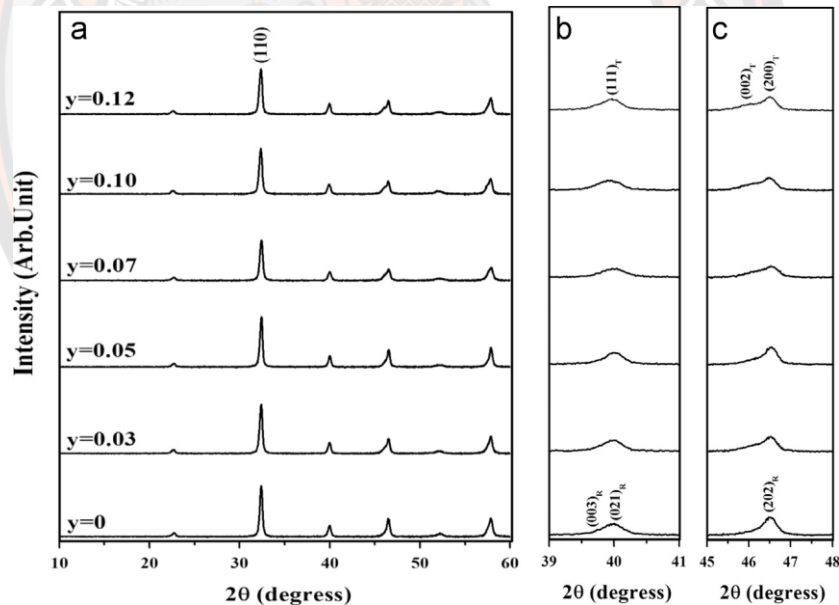 a
(110)
y=0.12
y=0.10
y=0.07
y=0.05
y=0.03
y=0
Intensity (Arb.Unit)
10 20 30 40 50 60
2θ (degress)
b
(111)T
(003)R
(021)R
39 40 41
2θ (degress)
c
(002)T
(200)T
(202)R
45 46 47 48
2θ (degress)